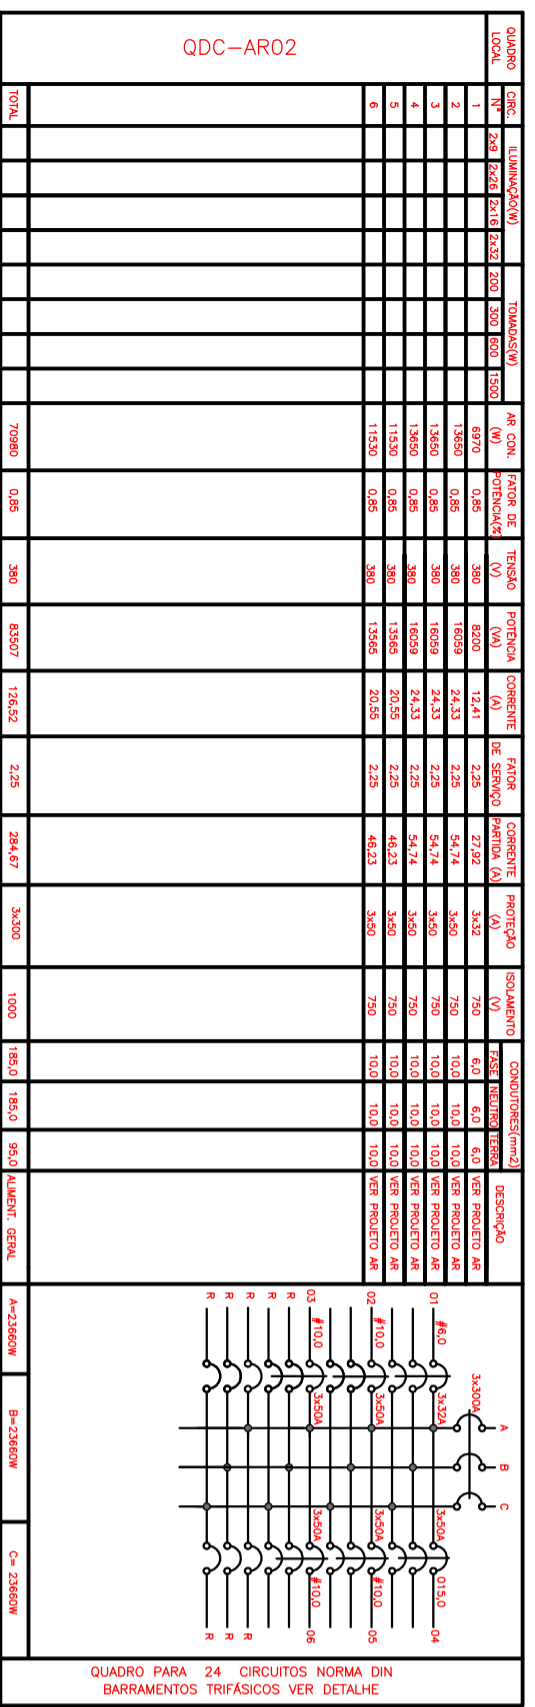 QUADRO LOCAL
QDC-AR02
CIRC. N° ILUMINAÇÃO(W) TOMADAS(W) AR CON. (W) FATOR DE POTÊNCIA(%) TENSÃO (V) POTÊNCIA (VA) CORRENTE (A) FATOR DE SERVIÇO CORRENTE PARTIDA (A) PROTEÇÃO (A) ISOLAMENTO (V) CONDUTORES(mm2) DESCRIÇÃO
2x9 2x26 2x16 2x32 200 300 600 1500 FASE NEUTRO TERRA
1 6970 0,85 380 8200 12,41 2,25 27,92 3x32 750 6,0 6,0 6,0 VER PROJETO AR
2 13650 0,85 380 16059 24,33 2,25 54,74 3x50 750 10,0 10,0 10,0 VER PROJETO AR
3 13650 0,85 380 16059 24,33 2,25 54,74 3x50 750 10,0 10,0 10,0 VER PROJETO AR
4 13650 0,85 380 16059 24,33 2,25 54,74 3x50 750 10,0 10,0 10,0 VER PROJETO AR
5 11530 0,85 380 13565 20,55 2,25 46,23 3x50 750 10,0 10,0 10,0 VER PROJETO AR
6 11530 0,85 380 13565 20,55 2,25 46,23 3x50 750 10,0 10,0 10,0 VER PROJETO AR
TOTAL 70980 0,85 380 83507 126,52 2,25 284,67 3x300 1000 185,0 185,0 95,0 ALIMENT. GERAL
A B C
3x300A
01 #6,0 3x32A 3x50A 015,0 04
02 #10,0 3x50A 3x50A #10,0 05
03 #10,0 3x50A 3x50A #10,0 06
R
R
R R
R R
R R
A=23660W B=23660W C= 23660W
QUADRO PARA 24 CIRCUITOS NORMA DIN
BARRAMENTOS TRIFÁSICOS VER DETALHE